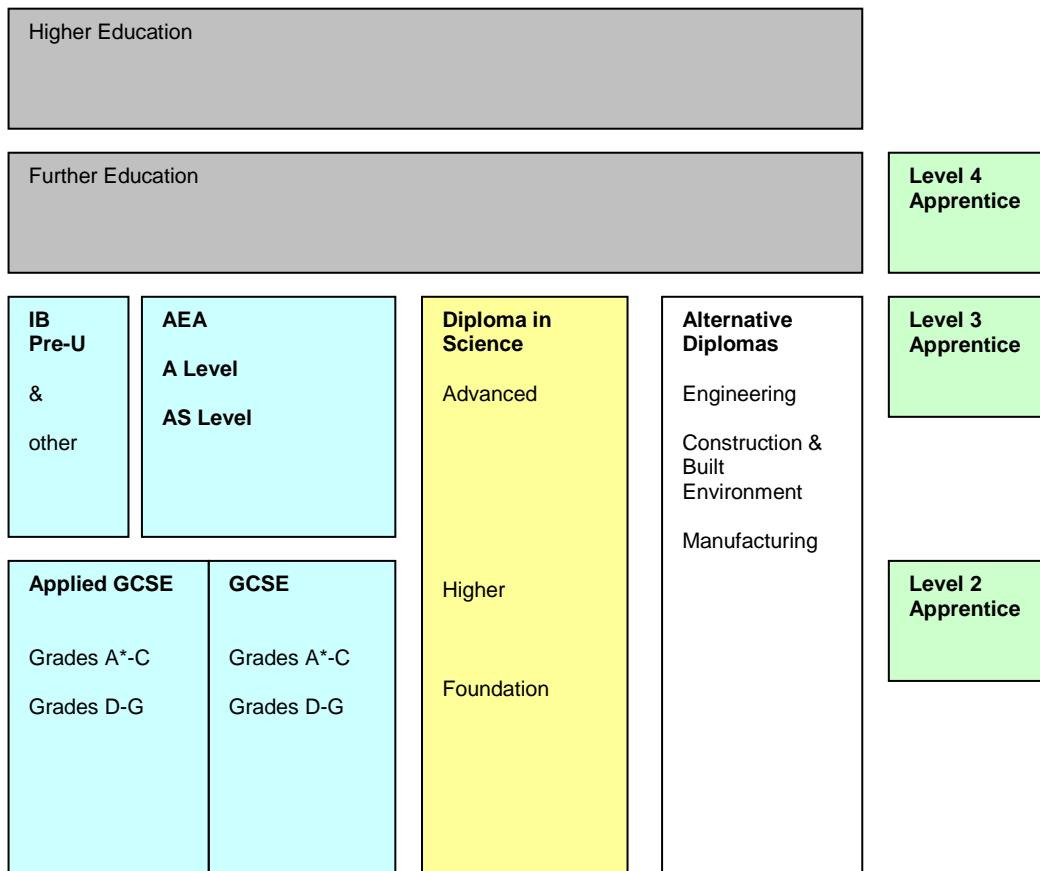 Higher Education
Further Education
Level 4
Apprentice
IB
Pre-U
&
other
AEA
A Level
AS Level
Diploma in
Science
Advanced
Higher
Foundation
Alternative
Diplomas
Engineering
Construction &
Built
Environment
Manufacturing
Level 3
Apprentice
Applied GCSE
Grades A*-C
Grades D-G
GCSE
Grades A*-C
Grades D-G
Level 2
Apprentice